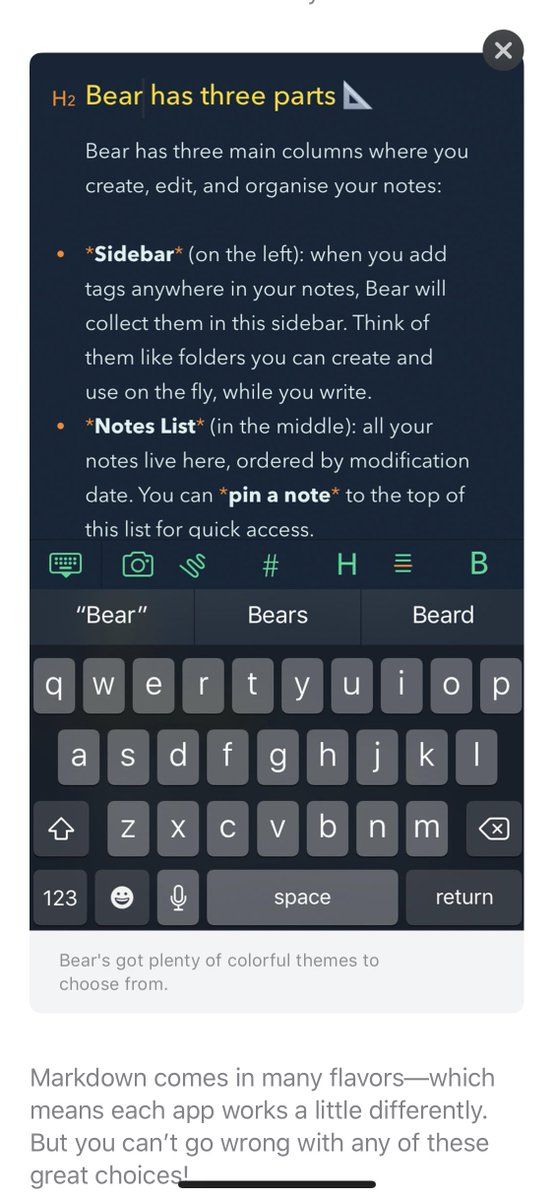 H2 Bear has three parts 📐
Bear has three main columns where you
create, edit, and organise your notes:
• *Sidebar* (on the left): when you add
tags anywhere in your notes, Bear will
collect them in this sidebar. Think of
them like folders you can create and
use on the fly, while you write.
• *Notes List* (in the middle): all your
notes live here, ordered by modification
date. You can *pin a note* to the top of
this list for quick access.
# H B
“Bear” Bears Beard
q w e r t y u i o p
a s d f g h j k l
z x c v b n m
123 space return
Bear's got plenty of colorful themes to
choose from.
Markdown comes in many flavors—which
means each app works a little differently.
But you can’t go wrong with any of these
great choices!